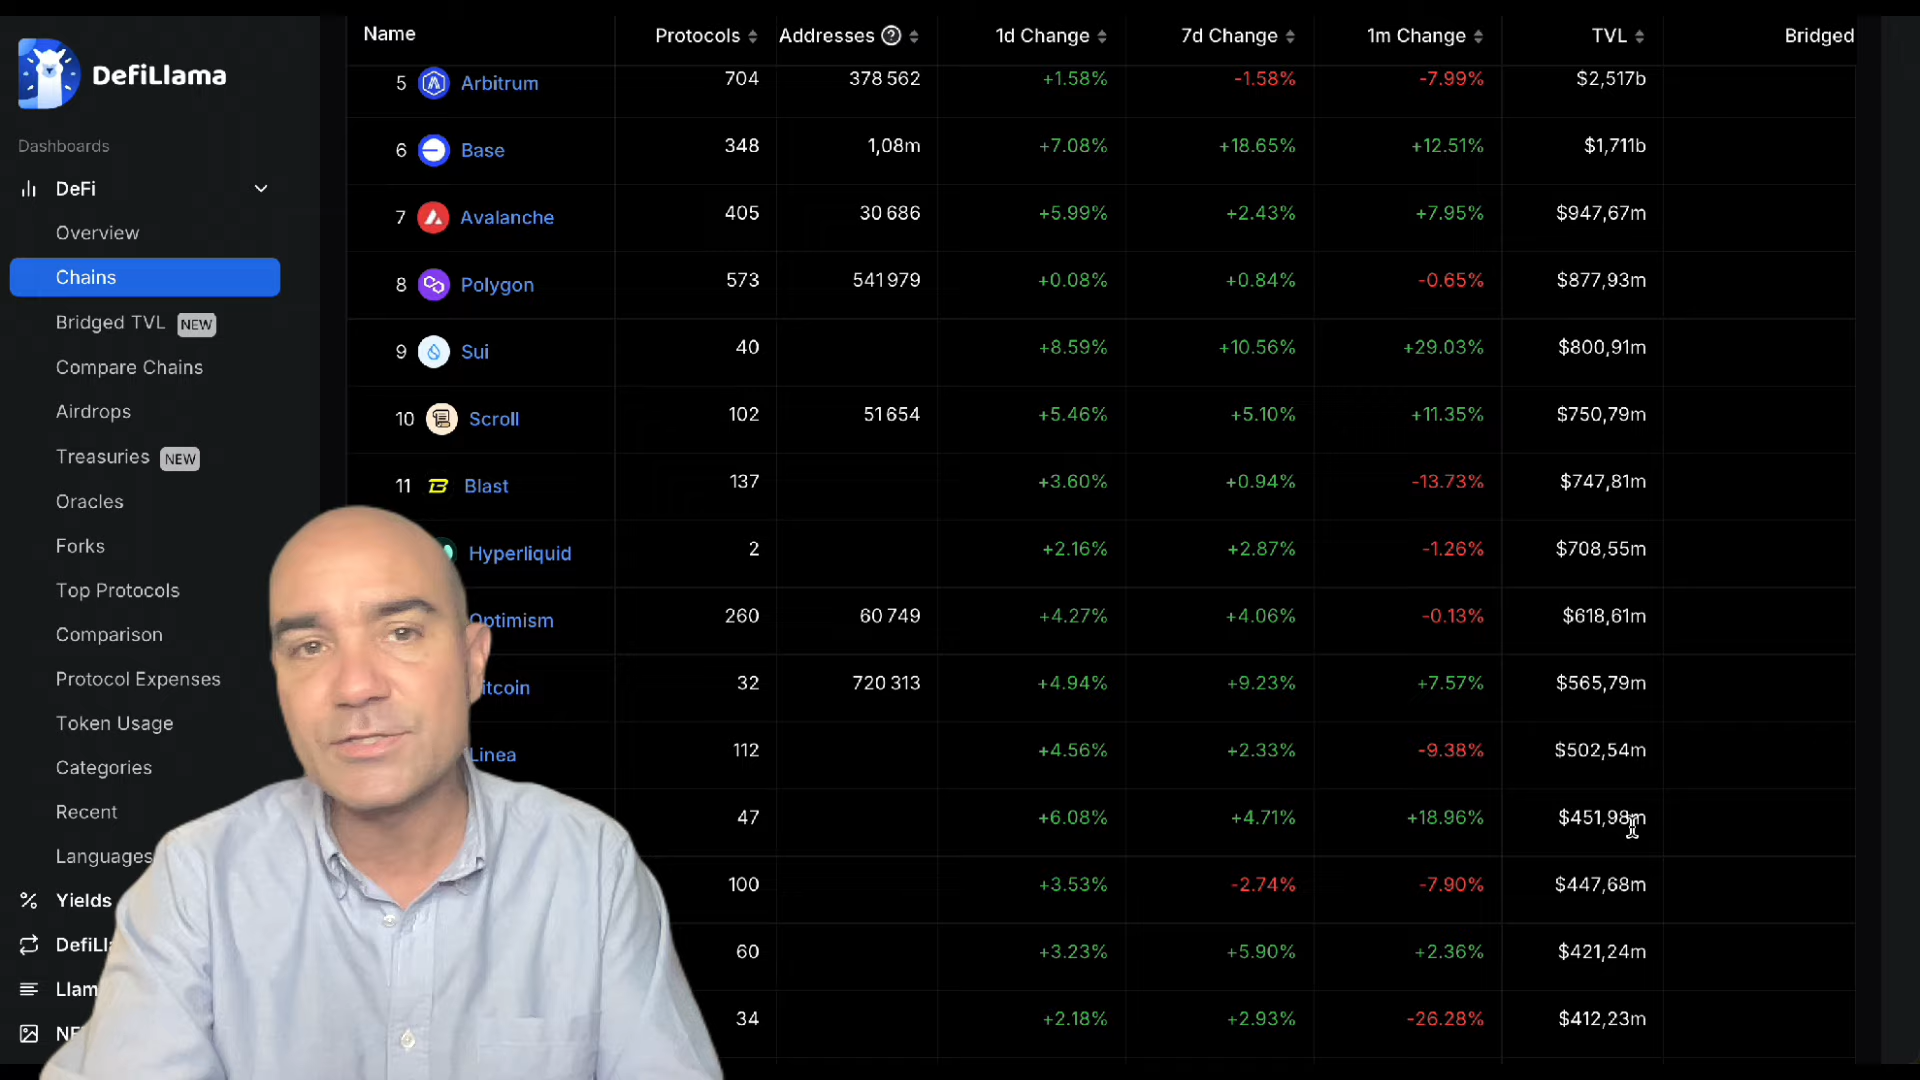 DefiLlama
Dashboards
DeFi
Overview
Chains
Bridged TVL NEW
Compare Chains
Airdrops
Treasuries NEW
Oracles
Forks
Top Protocols
Comparison
Protocol Expenses
Token Usage
Categories
Recent
Languages
Yields
DefiLl
Llam
NF
Name Protocols Addresses ? 1d Change 7d Change 1m Change TVL Bridged
5 Arbitrum 704 378 562 +1.58% -1.58% -7.99% $2,517b
6 Base 348 1,08m +7.08% +18.65% +12.51% $1,711b
7 Avalanche 405 30 686 +5.99% +2.43% +7.95% $947,67m
8 Polygon 573 541 979 +0.08% +0.84% -0.65% $877,93m
9 Sui 40 +8.59% +10.56% +29.03% $800,91m
10 Scroll 102 51 654 +5.46% +5.10% +11.35% $750,79m
11 Blast 137 +3.60% +0.94% -13.73% $747,81m
Hyperliquid 2 +2.16% +2.87% -1.26% $708,55m
Optimism 260 60 749 +4.27% +4.06% -0.13% $618,61m
itcoin 32 720 313 +4.94% +9.23% +7.57% $565,79m
Linea 112 +4.56% +2.33% -9.38% $502,54m
47 +6.08% +4.71% +18.96% $451,98m
100 +3.53% -2.74% -7.90% $447,68m
60 +3.23% +5.90% +2.36% $421,24m
34 +2.18% +2.93% -26.28% $412,23m